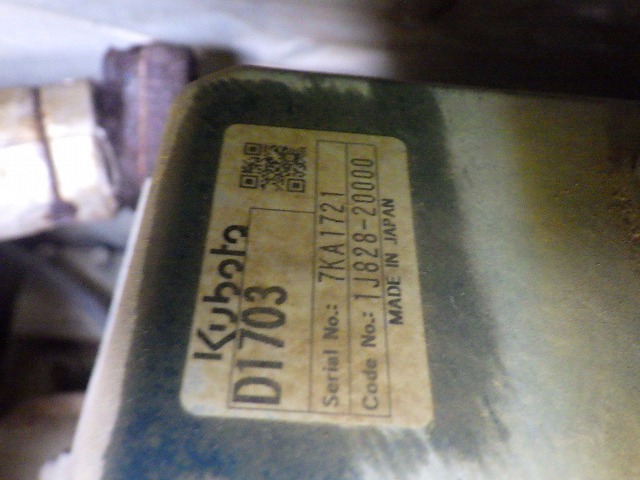 Kubota
D1703
Serial No.: 7KA1721
Code No.: 1J828-20000
MADE IN JAPAN